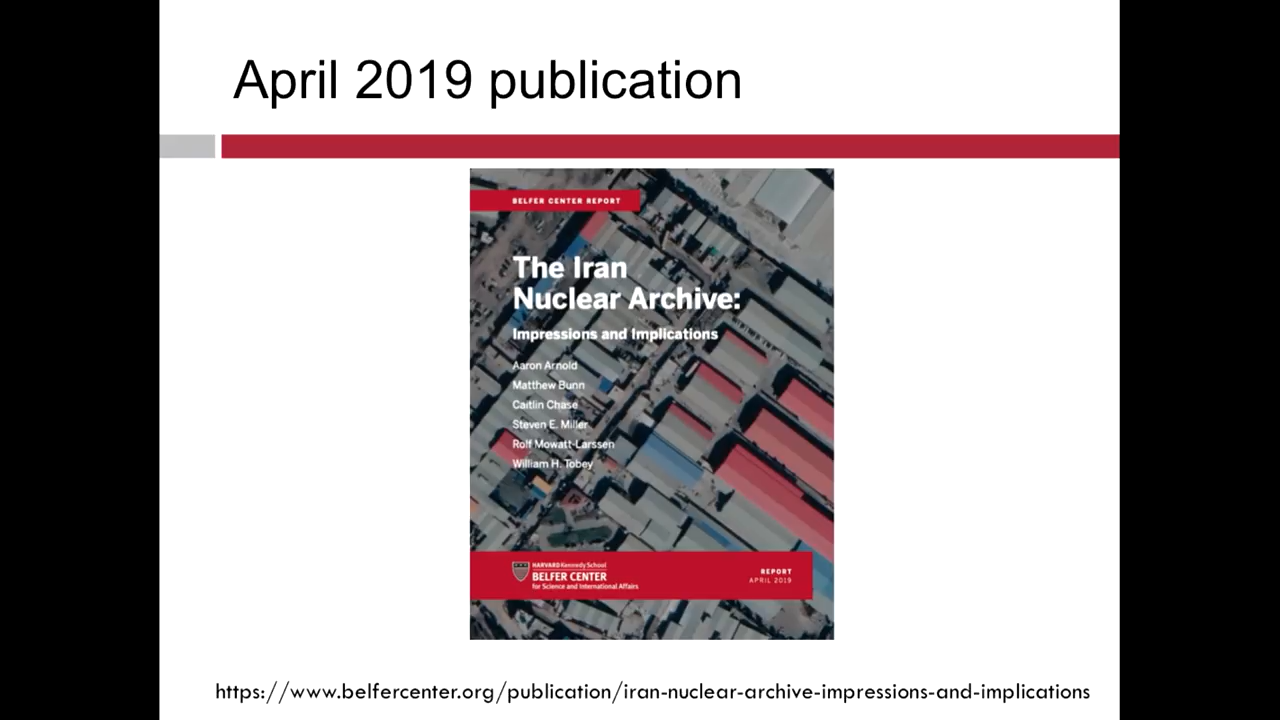 April 2019 publication
BELFER CENTER REPORT
The Iran
Nuclear Archive:
Impressions and Implications
Aaron Arnold
Matthew Bunn
Caitlin Chase
Steven E. Miller
Rolf Mowatt-Larssen
William H. Tobey
HARVARD Kennedy School
BELFER CENTER
for Science and International Affairs
REPORT
APRIL 2019
https://www.belfercenter.org/publication/iran-nuclear-archive-impressions-and-implications